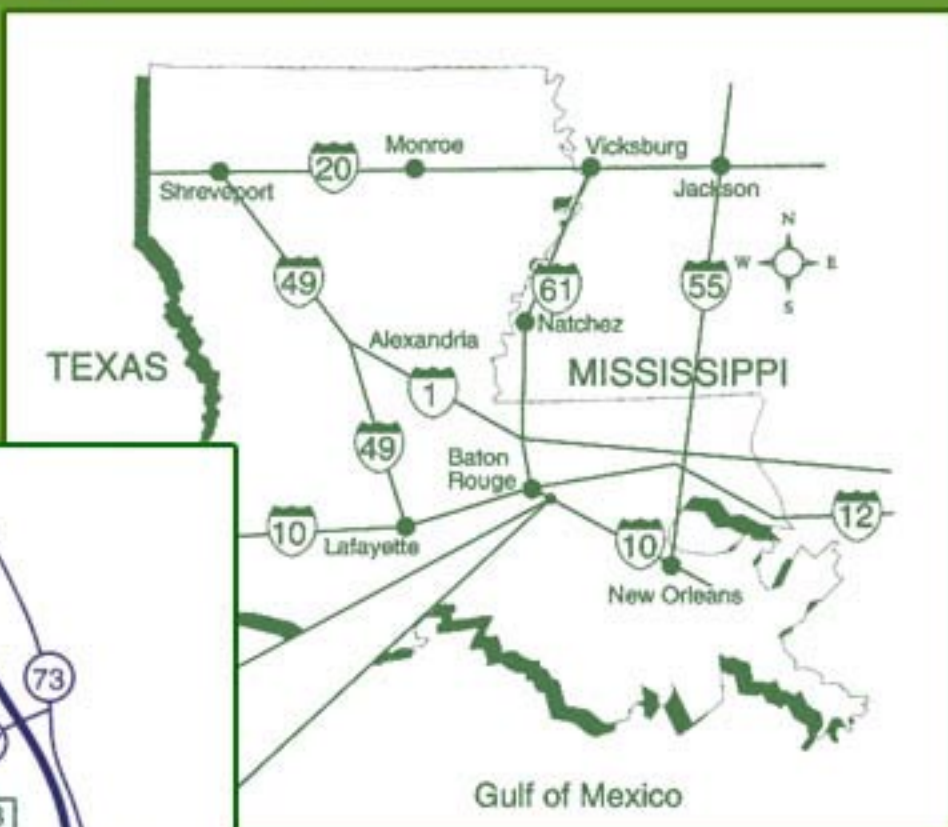 Monroe
Vicksburg
20
Shreveport
Jackson
N
W
E
S
49
61
55
Natchez
Alexandria
TEXAS
MISSISSIPPI
1
49
Baton
Rouge
10
Lafayette
12
10
New Orleans
73
Gulf of Mexico